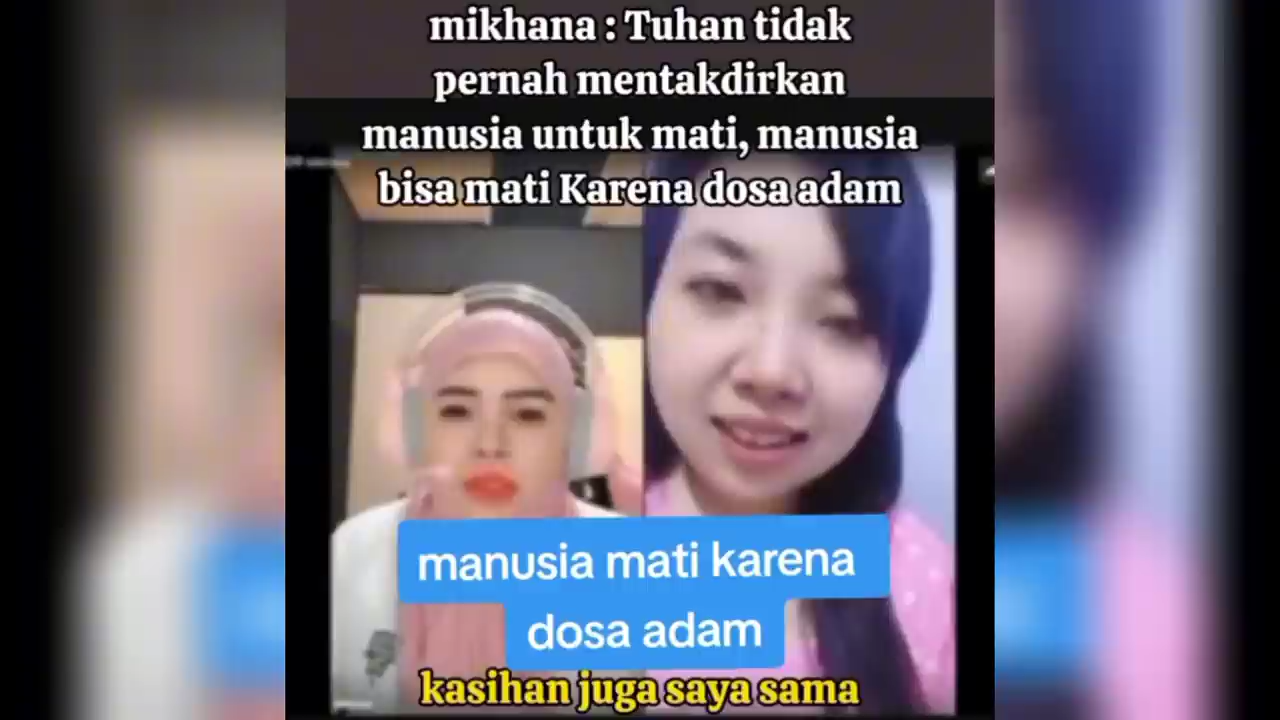 mikhana : Tuhan tidak
pernah mentakdirkan
manusia untuk mati, manusia
bisa mati Karena dosa adam
manusia mati karena
dosa adam
kasihan juga saya sama